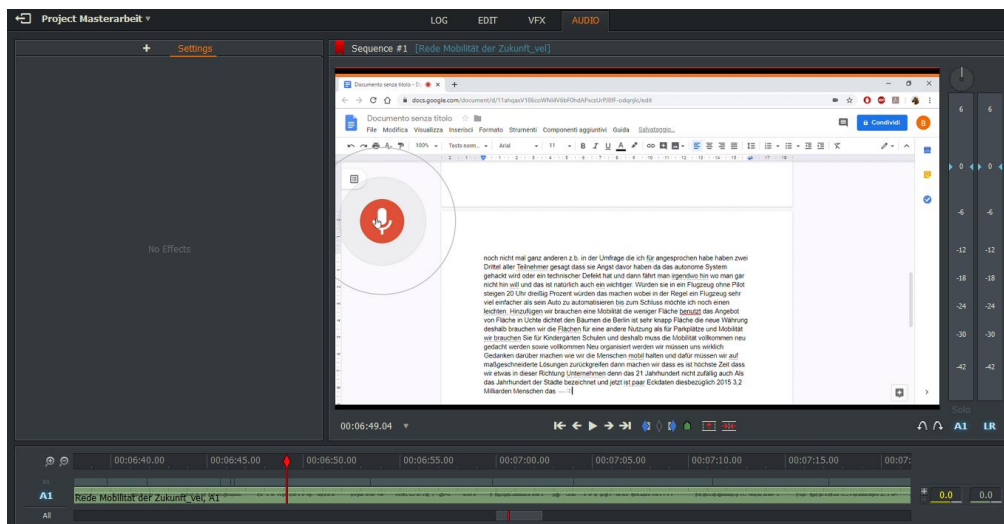 Project Masterarbeit
LOG EDIT VFX AUDIO
+ Settings
Sequence #1 [Rede Mobilität der Zukunft_vel]
No Effects
Documento senza titolo
docs.google.com/document/d/
Documento senza titolo
File Modifica Visualizza Inserisci Formato Strumenti Componenti aggiuntivi Guida Salvataggio...
Condividi
B
100% Testo norm... Arial 11 B I U A
noch nicht mal ganz anderen z.b. in der Umfrage die ich für angesprochen habe haben zwei
Drittel aller Teilnehmer gesagt dass sie Angst davor haben da das autonome System
gehackt wird oder ein technischer Defekt hat und dann fährt man irgendwo hin wo man gar
nicht hin will und das ist natürlich auch ein wichtiger. Würden sie in ein Flugzeug ohne Pilot
steigen 20 Uhr dreißig Prozent würden das machen wobei in der Regel ein Flugzeug sehr
viel einfacher als sein Auto zu automatisieren bis zum Schluss möchte ich noch einen
leichten. Hinzufügen wir brauchen eine Mobilität die weniger Fläche benutzt das Angebot
von Fläche in Uchte dichtet den Bäumen die Berlin ist sehr knapp Fläche die neue Währung
deshalb brauchen wir die Flächen für eine andere Nutzung als für Parkplätze und Mobilität
wir brauchen Sie für Kindergärten Schulen und deshalb muss die Mobilität vollkommen neu
gedacht werden sowie vollkommen Neu organisiert werden wir müssen uns wirklich
Gedanken darüber machen wie wir die Menschen mobil halten und dafür müssen wir auf
maßgeschneiderte Lösungen zurückgreifen dann machen wir dass es ist höchste Zeit dass
wir etwas in dieser Richtung Unternehmen denn das 21 Jahrhundert nicht zufällig auch Als
das Jahrhundert der Städte bezeichnet und jetzt ist paar Eckdaten diesbezüglich 2015 3,2
Milliarden Menschen das
6 6
0 0
-6 -6
-12 -12
-18 -18
-24 -24
-30 -30
-42 -42
Solo
00:06:49.04
A1 LR
00:06:40.00 00:06:45.00 00:06:50.00 00:06:55.00 00:07:00.00 00:07:05.00 00:07:10.00 00:07:15.00 00:07:
V1
A1 Rede Mobilität der Zukunft_vel, A1
0.0 0.0
All